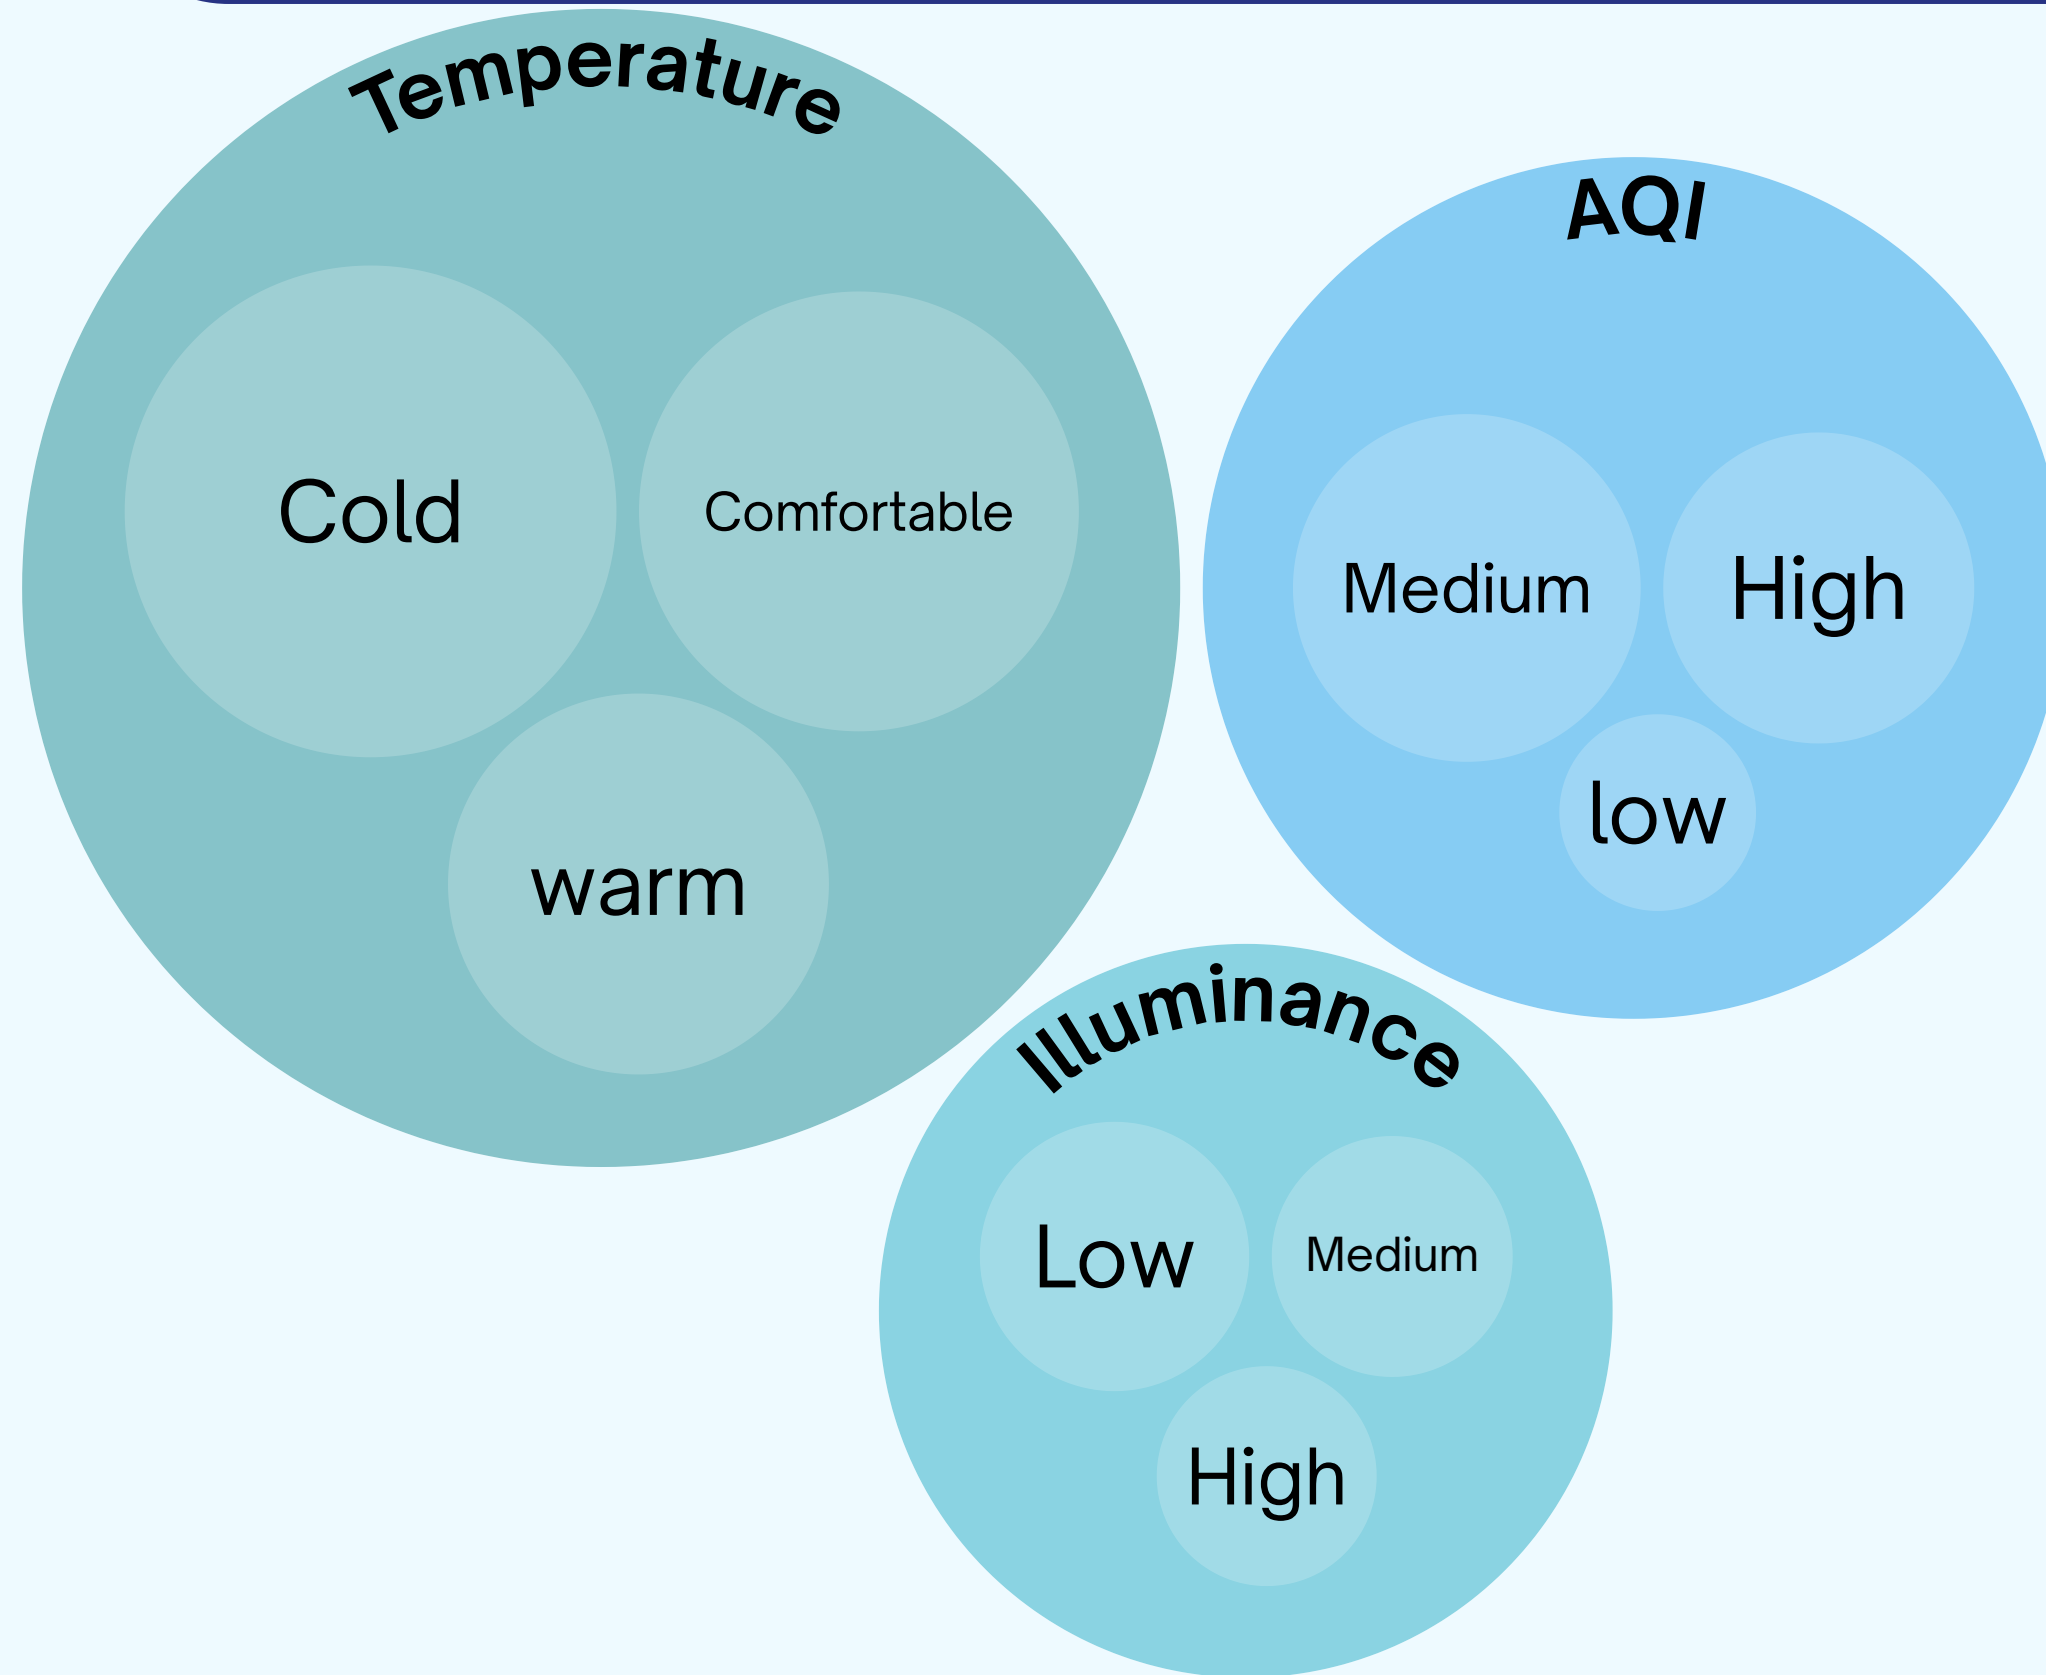 Temperature
Cold
Comfortable
warm
AQI
Medium
High
low
Illuminance
Low
Medium
High